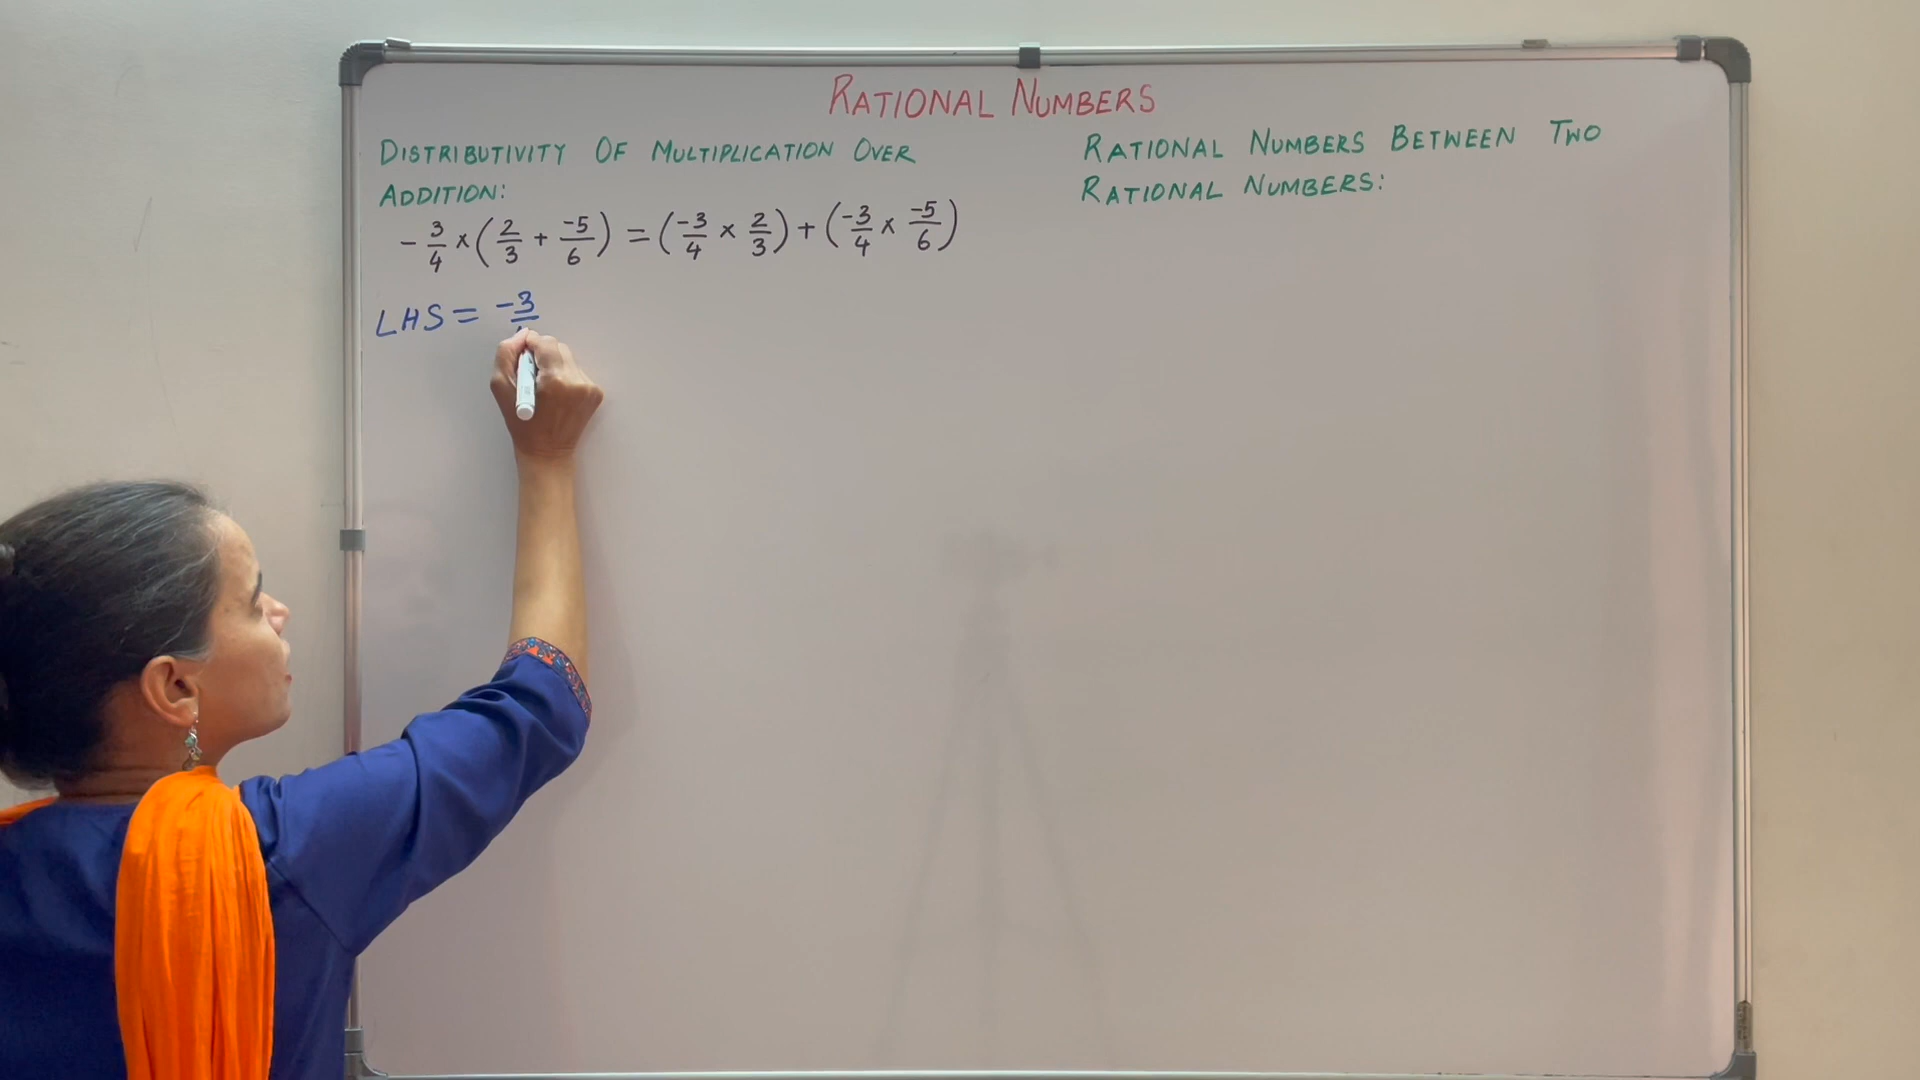 RATIONAL NUMBERS
DISTRIBUTIVITY OF MULTIPLICATION OVER
ADDITION:
- 3/4 × (2/3 + -5/6) = (-3/4 × 2/3) + (-3/4 × -5/6)
LHS = -3
RATIONAL NUMBERS BETWEEN TWO
RATIONAL NUMBERS: